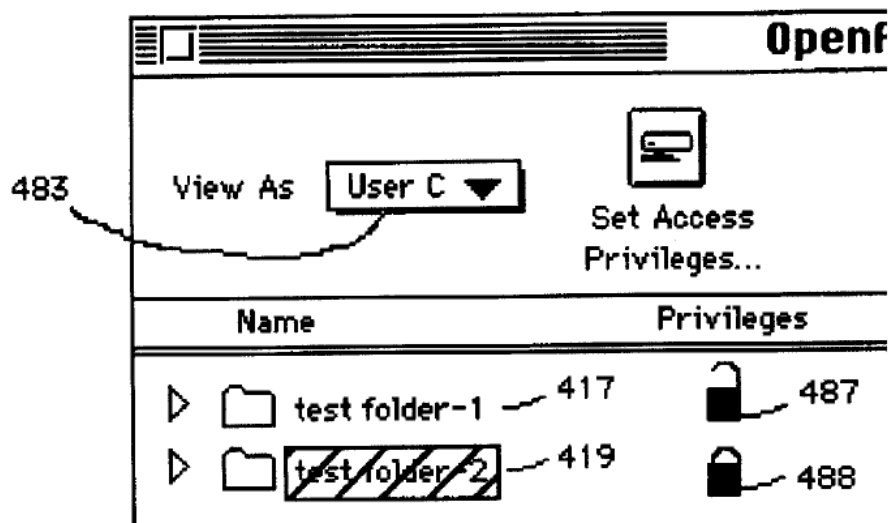 Openf
483
View As
User C
Set Access
Privileges...
Name
Privileges
test folder-1
417
487
test folder-2
419
488